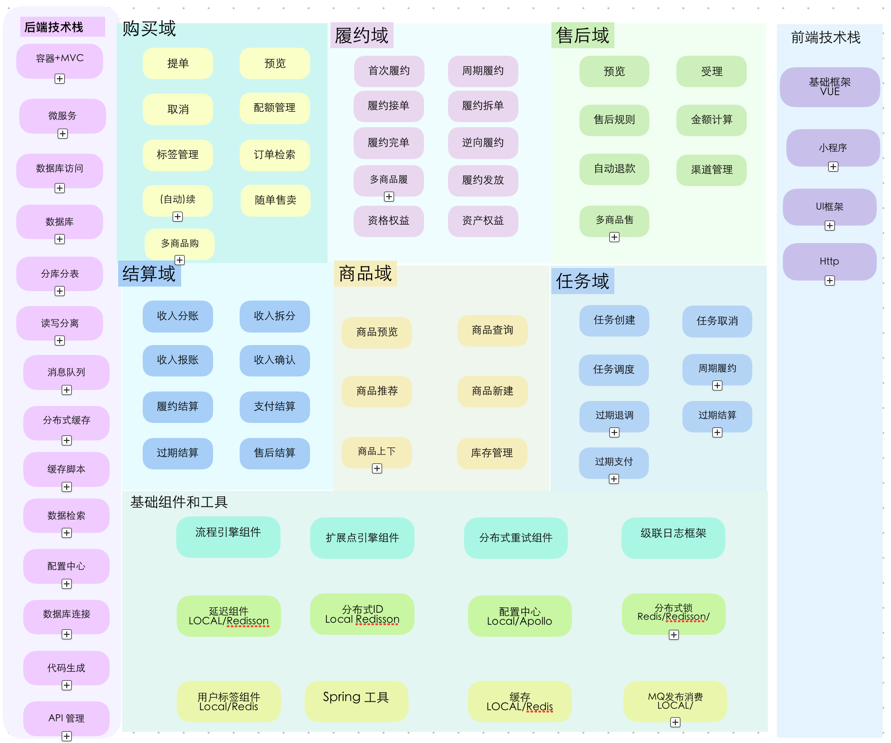 后端技术栈
容器+MVC
微服务
数据库访问
数据库
分库分表
读写分离
消息队列
分布式缓存
缓存脚本
数据检索
配置中心
数据库连接
代码生成
API 管理
购买域
提单
预览
取消
配额管理
标签管理
订单检索
(自动)续
随单售卖
多商品购
履约域
首次履约
周期履约
履约接单
履约拆单
履约完单
逆向履约
多商品履
履约发放
资格权益
资产权益
售后域
预览
受理
售后规则
金额计算
自动退款
渠道管理
多商品售
结算域
收入分账
收入拆分
收入报账
收入确认
履约结算
支付结算
过期结算
售后结算
商品域
商品预览
商品查询
商品推荐
商品新建
商品上下
库存管理
任务域
任务创建
任务取消
任务调度
周期履约
过期退调
过期结算
过期支付
基础组件和工具
流程引擎组件
扩展点引擎组件
分布式重试组件
级联日志框架
延迟组件
LOCAL/Redisson
分布式ID
Local Redisson
配置中心
Local/Apollo
分布式锁
Redis/Redisson/
用户标签组件
Local/Redis
Spring 工具
缓存
LOCAL/Redis
MQ发布消费
LOCAL/
前端技术栈
基础框架
VUE
小程序
UI框架
Http